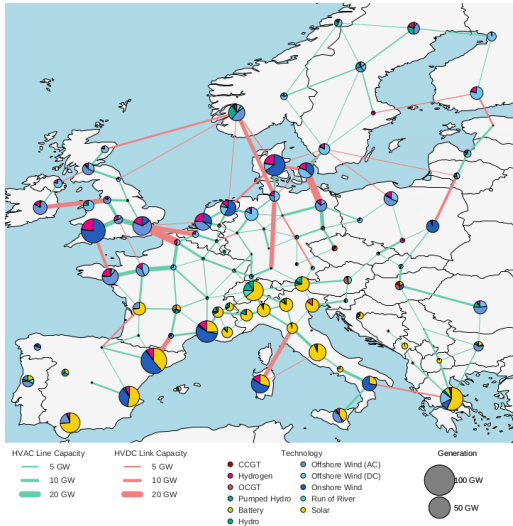 HVAC Line Capacity
5 GW
10 GW
20 GW
HVDC Link Capacity
5 GW
10 GW
20 GW
Technology
CCGT
Hydrogen
OCGT
Pumped Hydro
Battery
Hydro
Offshore Wind (AC)
Offshore Wind (DC)
Onshore Wind
Run of River
Solar
Generation
100 GW
50 GW